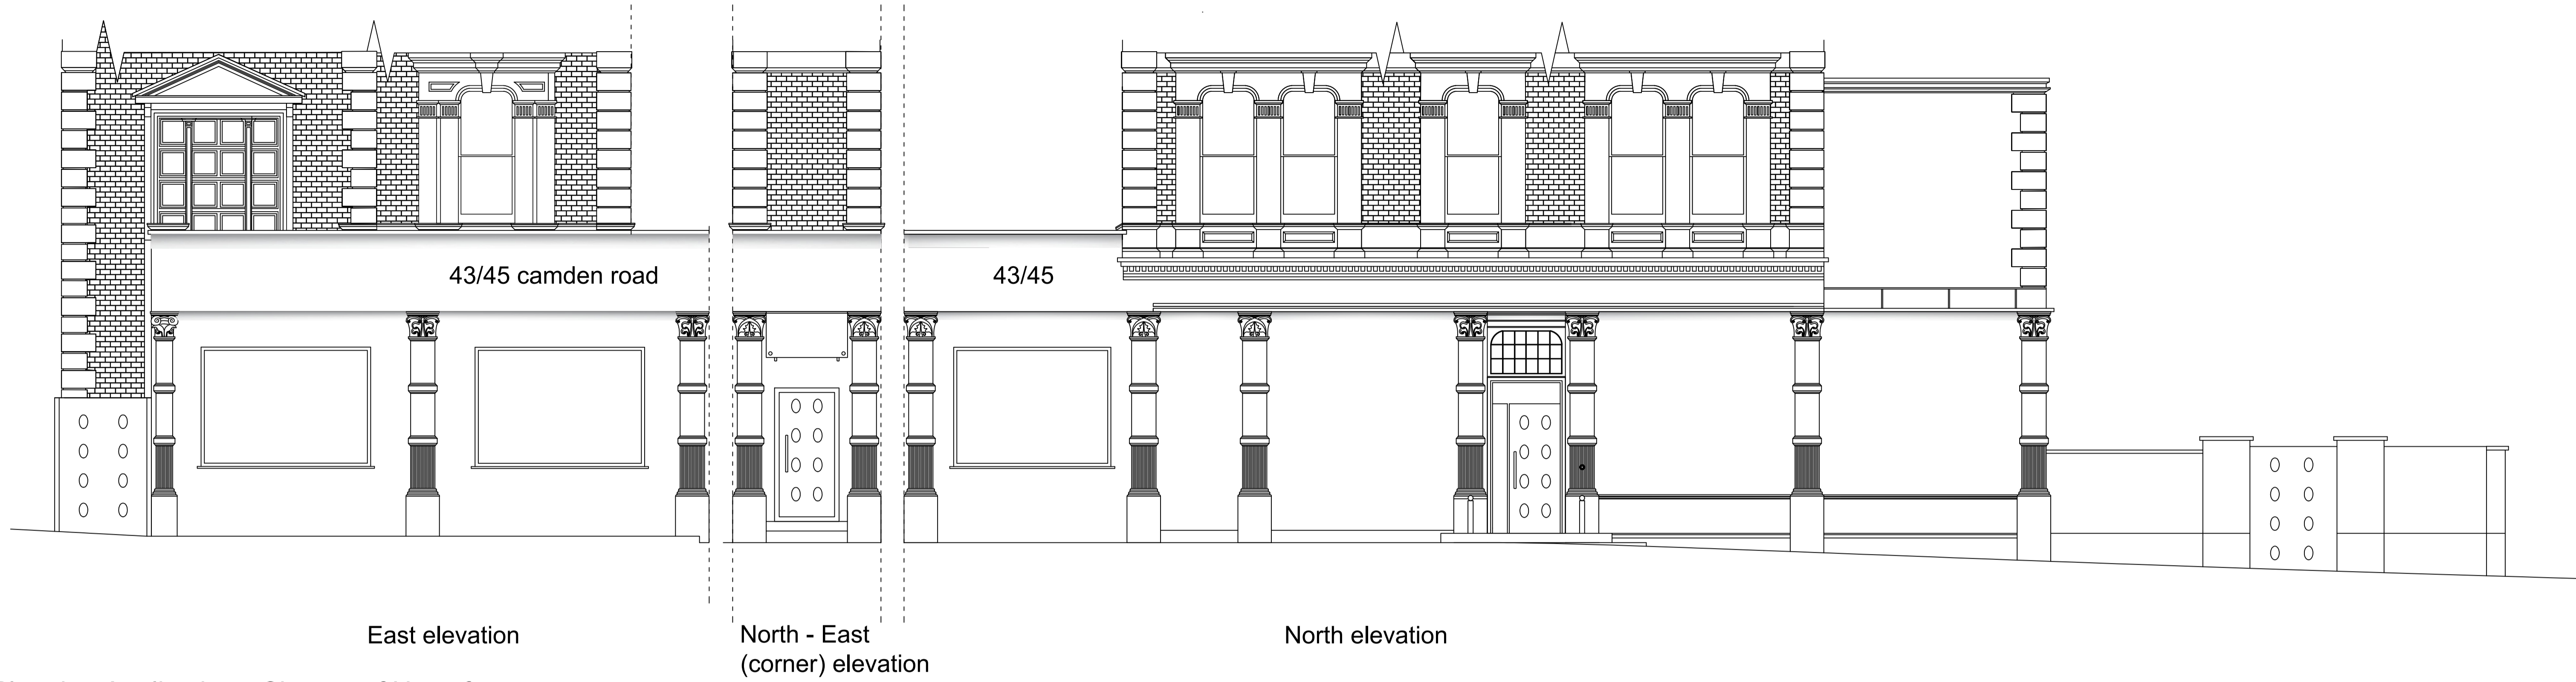 43/45 camden road
43/45
East elevation
North - East
(corner) elevation
North elevation